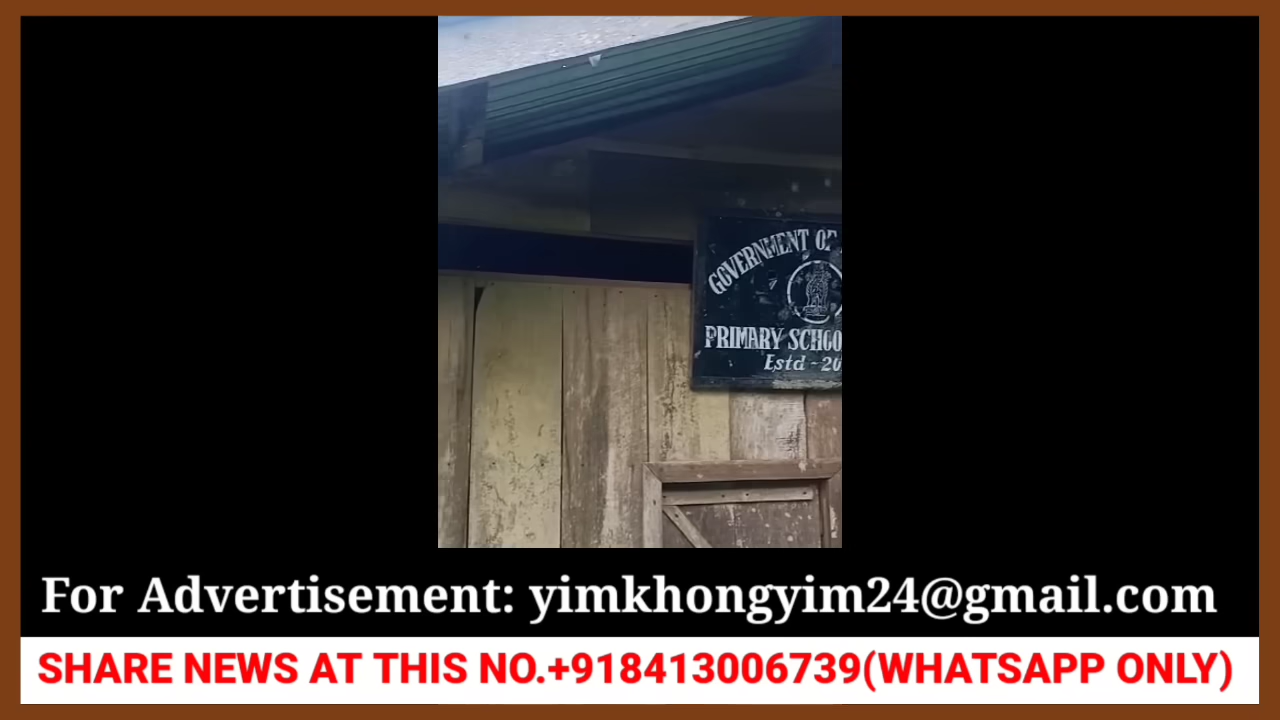 GOVERNMENT OF
PRIMARY SCHOO
Estd - 20
For Advertisement: yimkhongyim24@gmail.com
SHARE NEWS AT THIS NO.+918413006739(WHATSAPP ONLY)